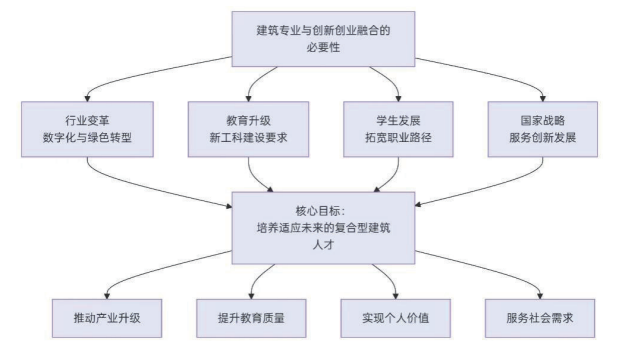 建筑专业与创新创业融合的
必要性
行业变革
数字化与绿色转型
教育升级
新工科建设要求
学生发展
拓宽职业路径
国家战略
服务创新发展
核心目标：
培养适应未来的复合型建筑
人才
推动产业升级
提升教育质量
实现个人价值
服务社会需求